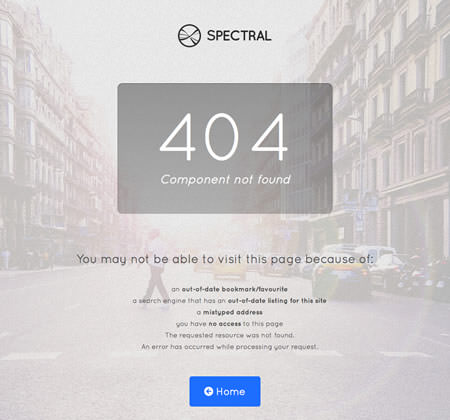 SPECTRAL
404
Component not found
You may not be able to visit this page because of:
an out-of-date bookmark/favourite
a search engine that has an out-of-date listing for this site
a mistyped address
you have no access to this page
The requested resource was not found.
An error has occurred while processing your request.
Home